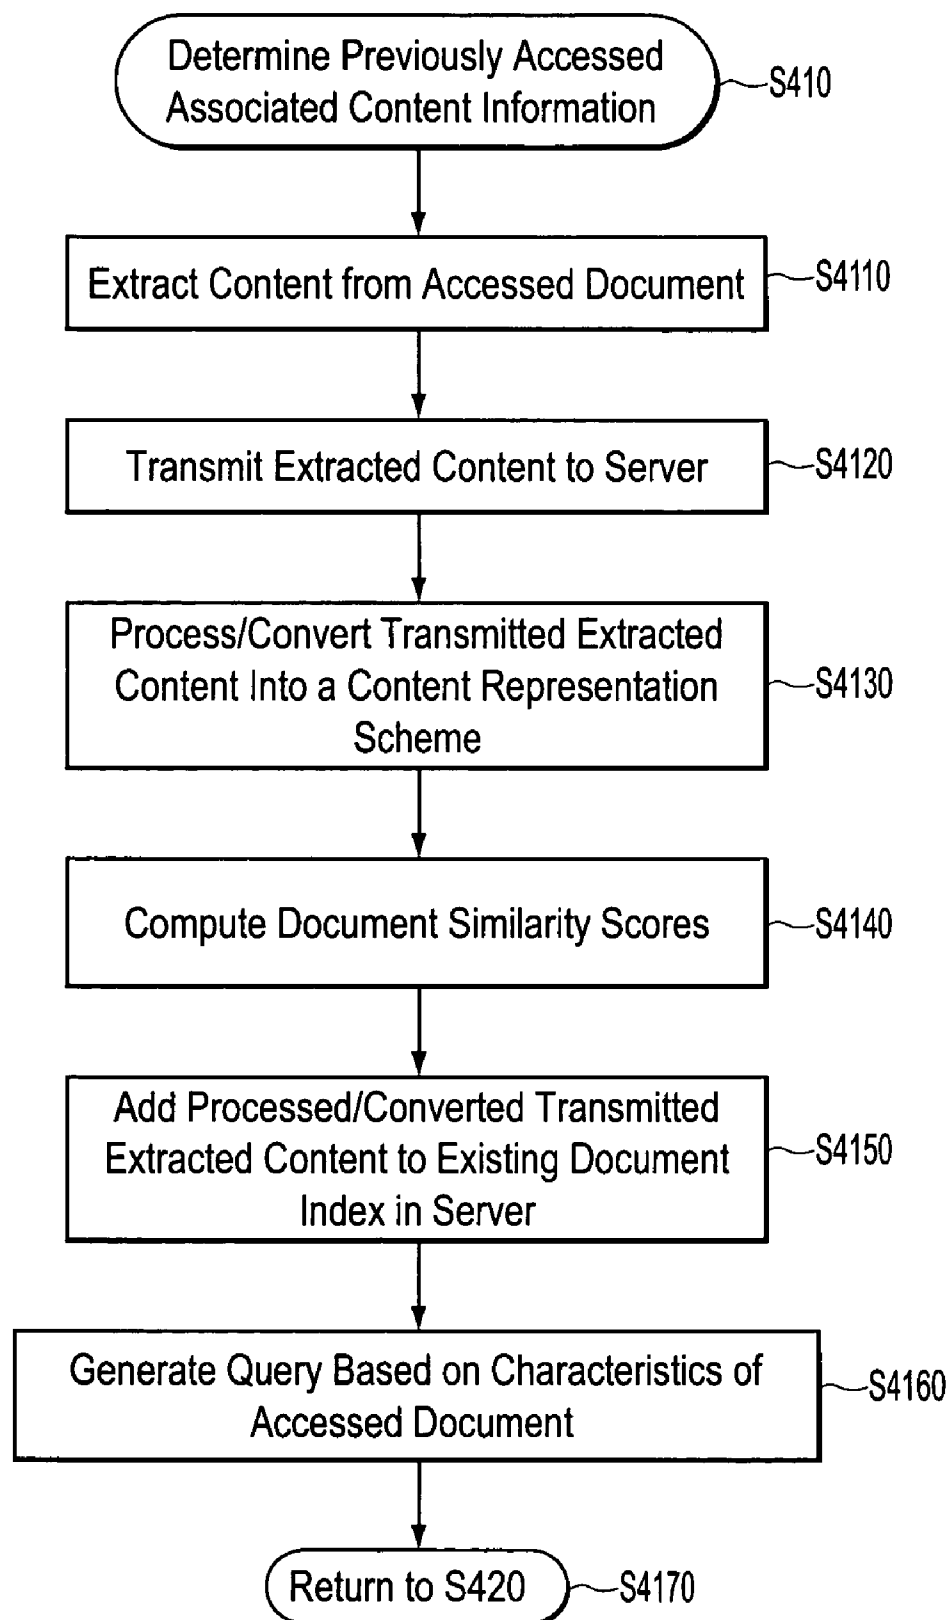 Determine Previously Accessed
Associated Content Information
S410
Extract Content from Accessed Document
S4110
Transmit Extracted Content to Server
S4120
Process/Convert Transmitted Extracted
Content Into a Content Representation
Scheme
S4130
Compute Document Similarity Scores
S4140
Add Processed/Converted Transmitted
Extracted Content to Existing Document
Index in Server
S4150
Generate Query Based on Characteristics of
Accessed Document
S4160
Return to S420
S4170